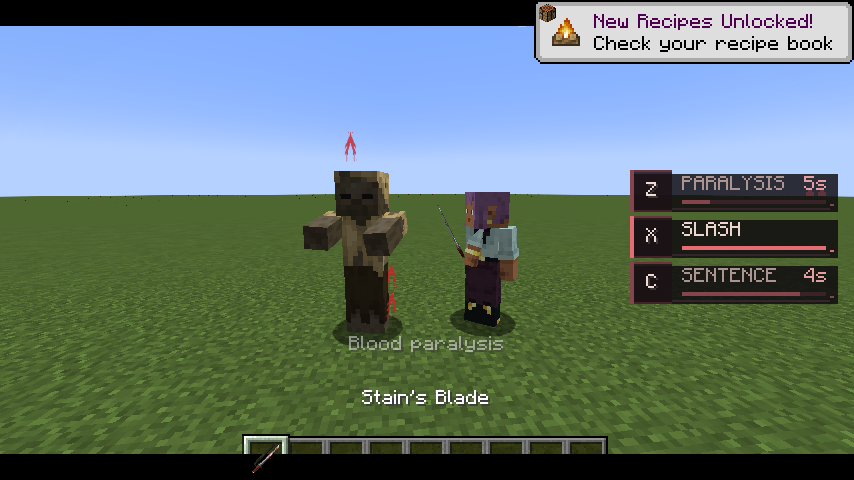 New Recipes Unlocked!
Check your recipe book
Z PARALYSIS 5s
X SLASH
C SENTENCE 4s
Blood paralysis
Stain's Blade